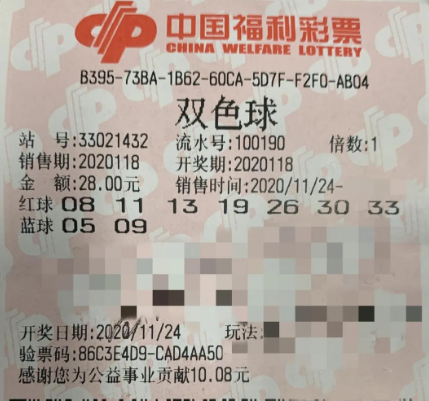 中国福利彩票
CHINA WELFARE LOTTERY
B395-73BA-1B62-60CA-5D7F-F2F0-AB04
双色球
站 号:33021432 流水号:100190 倍数:1
销售期:2020118 开奖期:2020118
金 额:28.00元 销售时间:2020/11/24-
红球 08 11 13 19 26 30 33
蓝球 05 09
开奖日期:2020/11/24 玩法:
验票码:86C3E4D9-CAD4AA50
感谢您为公益事业贡献10.08元